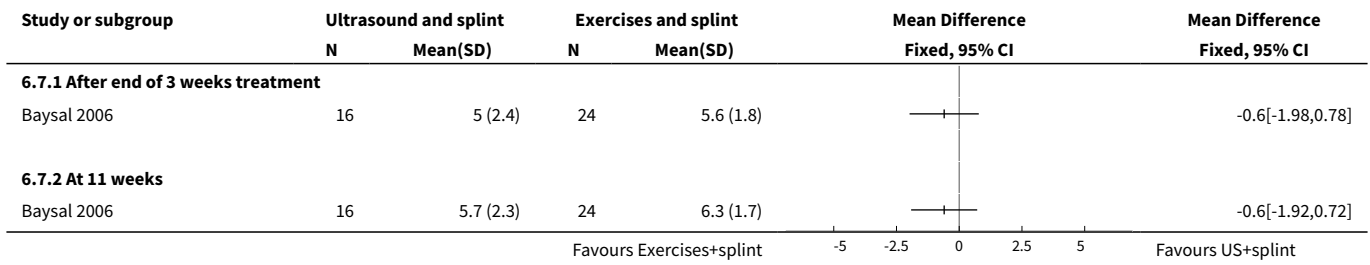 Study or subgroup Ultrasound and splint Exercises and splint Mean Difference Mean Difference
N Mean(SD) N Mean(SD) Fixed, 95% CI Fixed, 95% CI
6.7.1 After end of 3 weeks treatment
Baysal 2006 16 5 (2.4) 24 5.6 (1.8) -0.6[-1.98,0.78]
6.7.2 At 11 weeks
Baysal 2006 16 5.7 (2.3) 24 6.3 (1.7) -0.6[-1.92,0.72]
Favours Exercises+splint -5 -2.5 0 2.5 5 Favours US+splint